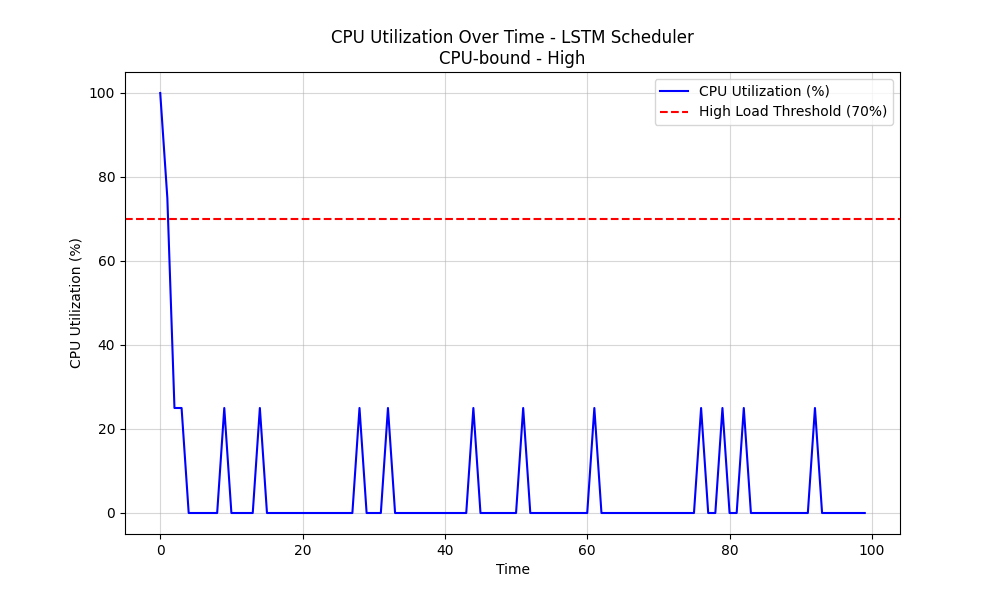 CPU Utilization Over Time - LSTM Scheduler
CPU-bound - High
CPU Utilization (%)
High Load Threshold (70%)
100
80
60
40
20
0
CPU Utilization (%)
0 20 40 60 80 100
Time